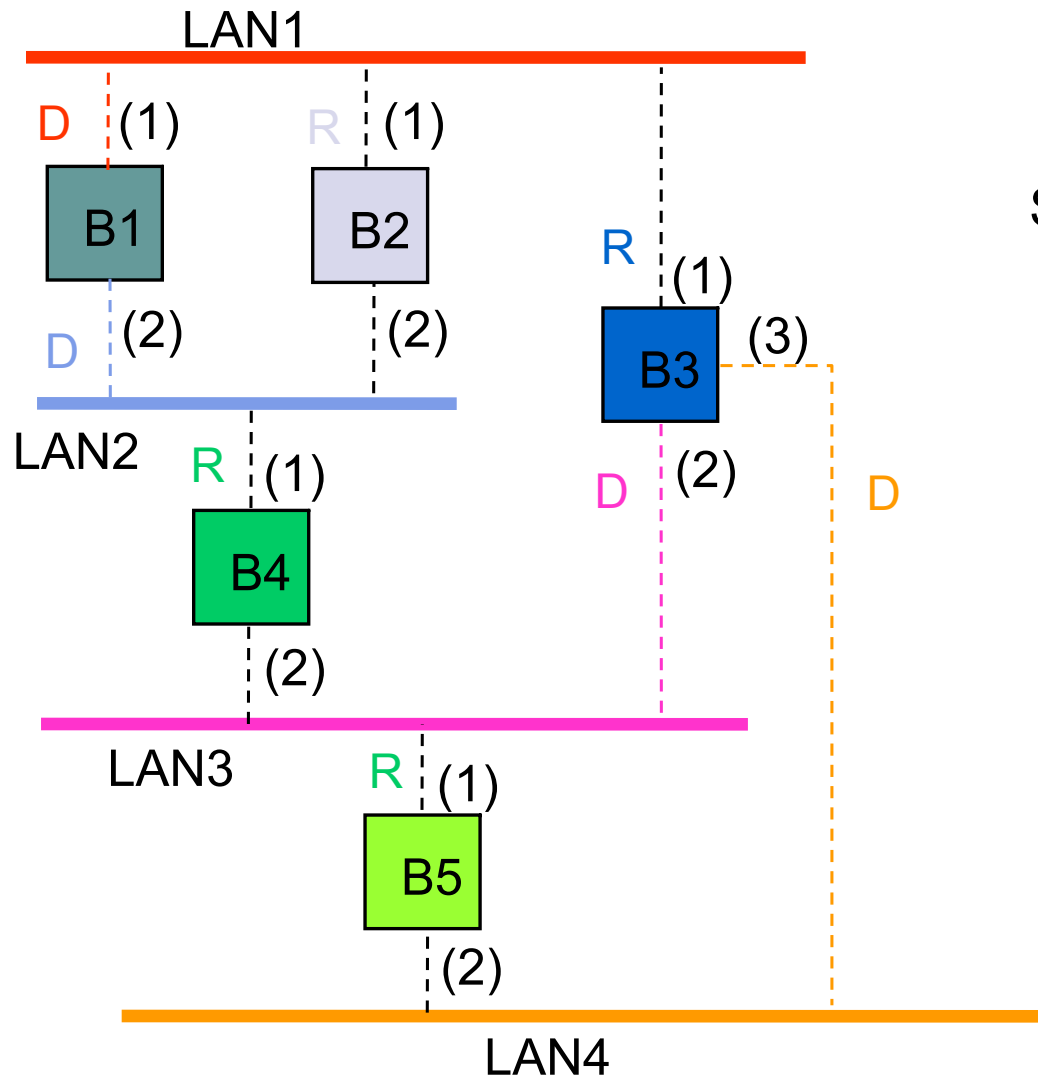 LAN1
D (1) R (1)
B1 B2
R (1)
(3)
B3
D (2) (2)
LAN2
R (1)
D (2) D
B4
(2)
LAN3
R (1)
B5
(2)
LAN4